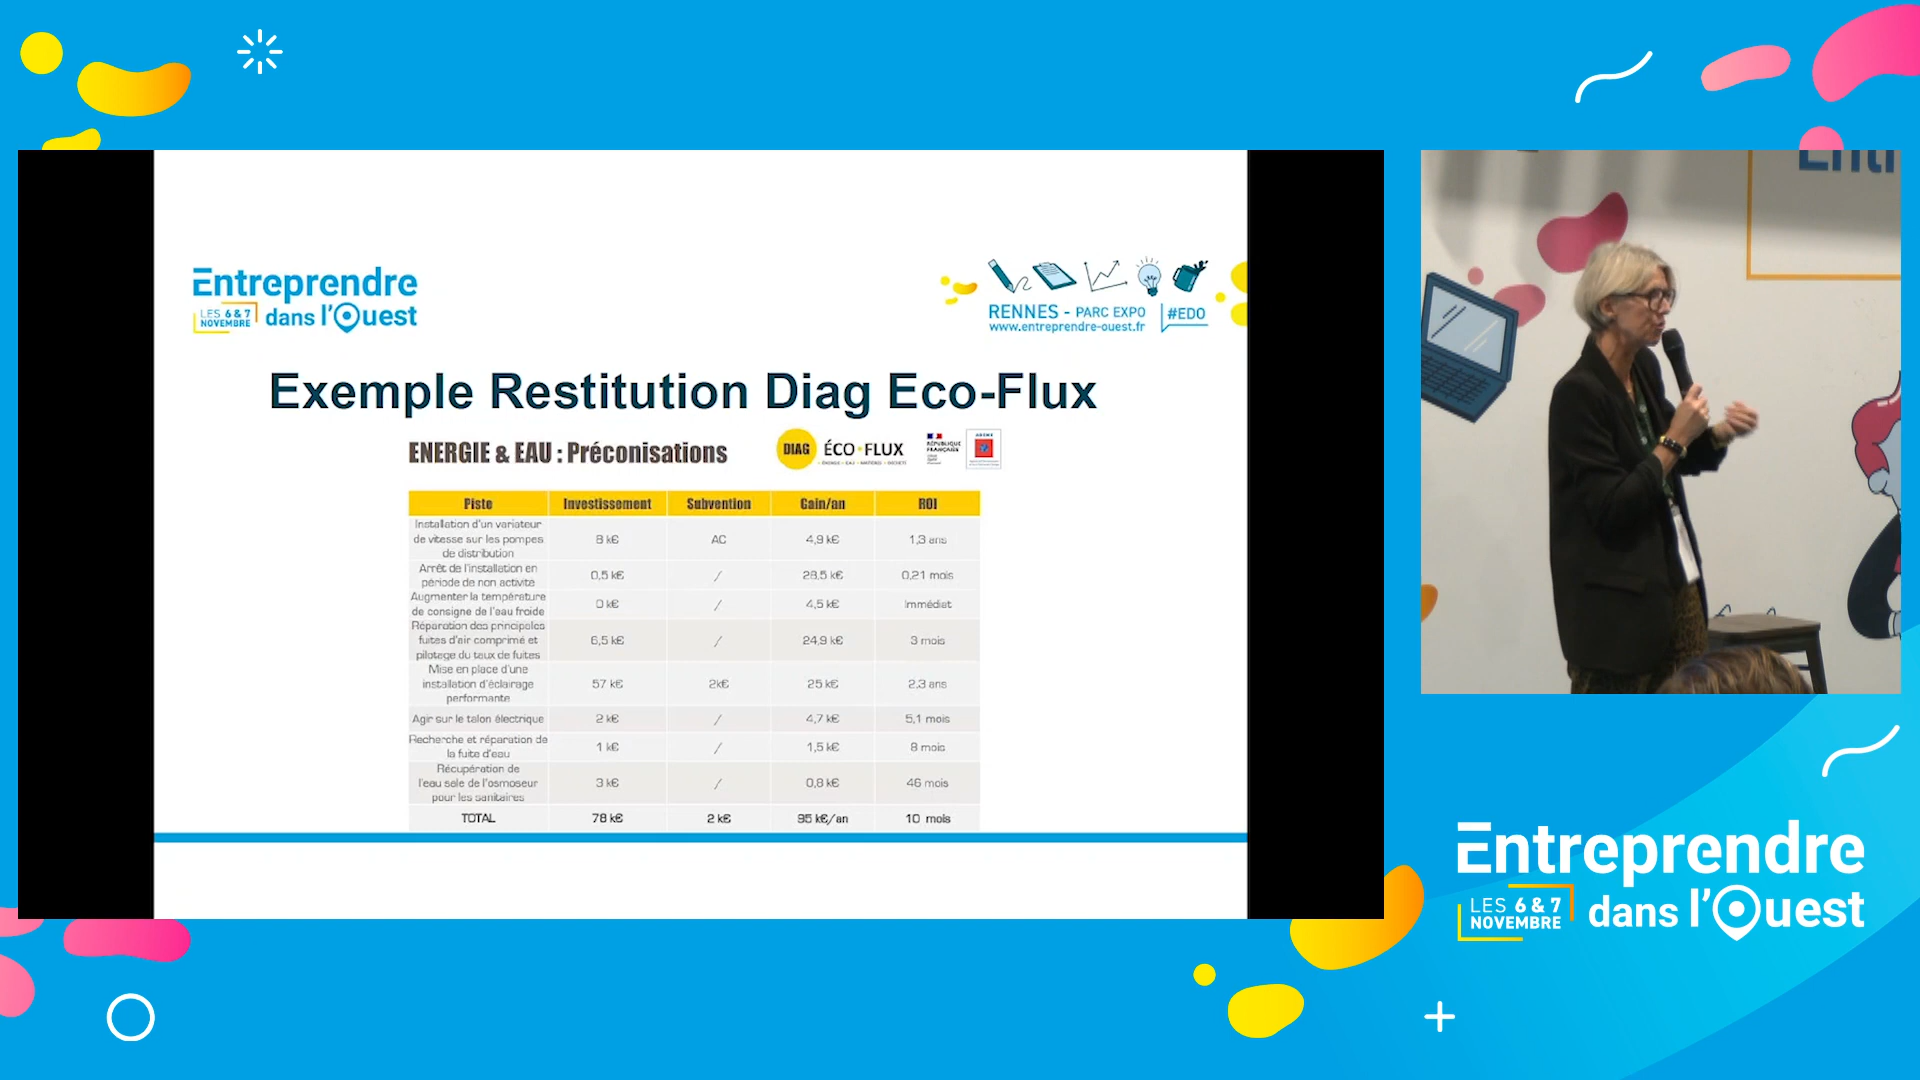 Entreprendre
LES 6 & 7
NOVEMBRE
dans l'Ouest
RENNES - PARC EXPO
www.entreprendre-ouest.fr
#EDO
Exemple Restitution Diag Eco-Flux
ENERGIE & EAU : Préconisations
DIAG
ÉCO•FLUX
RÉPUBLIQUE
FRANÇAISE
ADEME
Piste Investissement Subvention Gain/an ROI
Installation d'un variateur
de vitesse sur les pompes
de distribution
8 k€ AC 4,9 k€ 1,3 ans
Arrêt de l'installation en
période de non activité
0,5 k€ / 28,5 k€ 0,21 mois
Augmenter la température
de consigne de l'eau froide
0 k€ / 4,5 k€ Immédiat
Réparation des principales
fuites d'air comprimé et
pilotage du taux de fuites
6,5 k€ / 24,9 k€ 3 mois
Mise en place d'une
installation d'éclairage
performante
57 k€ 2k€ 25 k€ 2,3 ans
Agir sur le talon électrique
2 k€ / 4,7 k€ 5,1 mois
Recherche et réparation de
la fuite d'eau
1 k€ / 1,5 k€ 8 mois
Récupération de
l'eau sale de l'osmoseur
pour les sanitaires
3 k€ / 0,8 k€ 46 mois
TOTAL 78 k€ 2 k€ 95 k€/an 10 mois
Entr
Entreprendre
LES 6 & 7
NOVEMBRE
dans l'Ouest